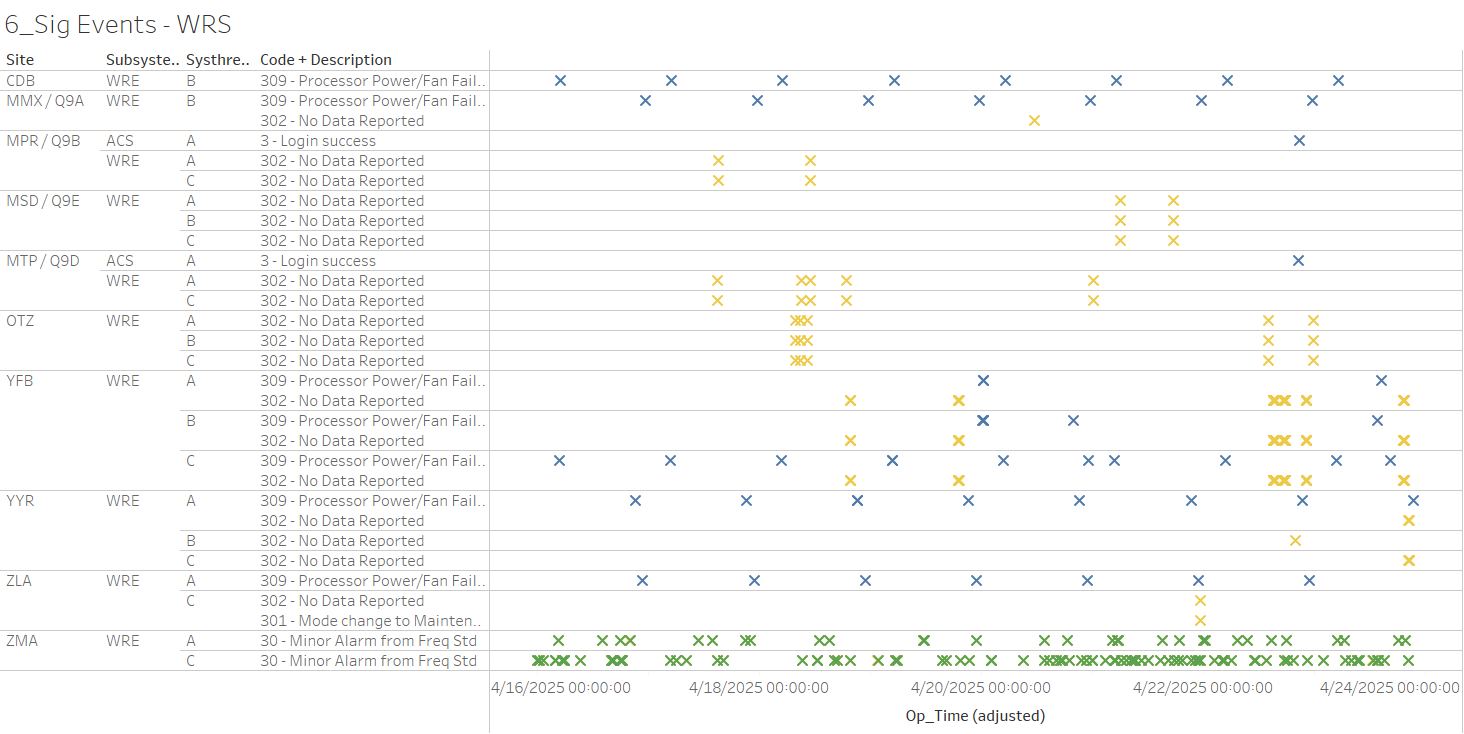 6_Sig Events - WRS
Site Subsyste.. Systhre.. Code + Description
CDB WRE B 309 - Processor Power/Fan Fail..
MMX / Q9A WRE B 309 - Processor Power/Fan Fail..
302 - No Data Reported
MPR / Q9B ACS A 3 - Login success
WRE A 302 - No Data Reported
C 302 - No Data Reported
MSD / Q9E WRE A 302 - No Data Reported
B 302 - No Data Reported
C 302 - No Data Reported
MTP / Q9D ACS A 3 - Login success
WRE A 302 - No Data Reported
C 302 - No Data Reported
OTZ WRE A 302 - No Data Reported
B 302 - No Data Reported
C 302 - No Data Reported
YFB WRE A 309 - Processor Power/Fan Fail..
302 - No Data Reported
B 309 - Processor Power/Fan Fail..
302 - No Data Reported
C 309 - Processor Power/Fan Fail..
302 - No Data Reported
YYR WRE A 309 - Processor Power/Fan Fail..
302 - No Data Reported
B 302 - No Data Reported
C 302 - No Data Reported
ZLA WRE A 309 - Processor Power/Fan Fail..
C 302 - No Data Reported
301 - Mode change to Mainten..
ZMA WRE A 30 - Minor Alarm from Freq Std
C 30 - Minor Alarm from Freq Std
4/16/2025 00:00:00 4/18/2025 00:00:00 4/20/2025 00:00:00 4/22/2025 00:00:00 4/24/2025 00:00:00
Op_Time (adjusted)